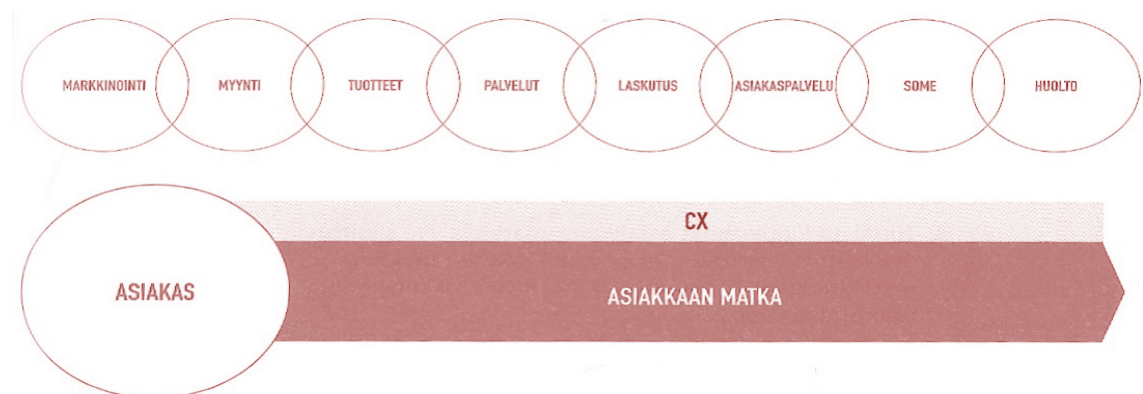 MARKKINOINTI MYYNTI TUOTTEET PALVELUT LASKUTUS ASIAKASPALVELU SOME HUOLTO
CX
ASIAKAS ASIAKKAAN MATKA